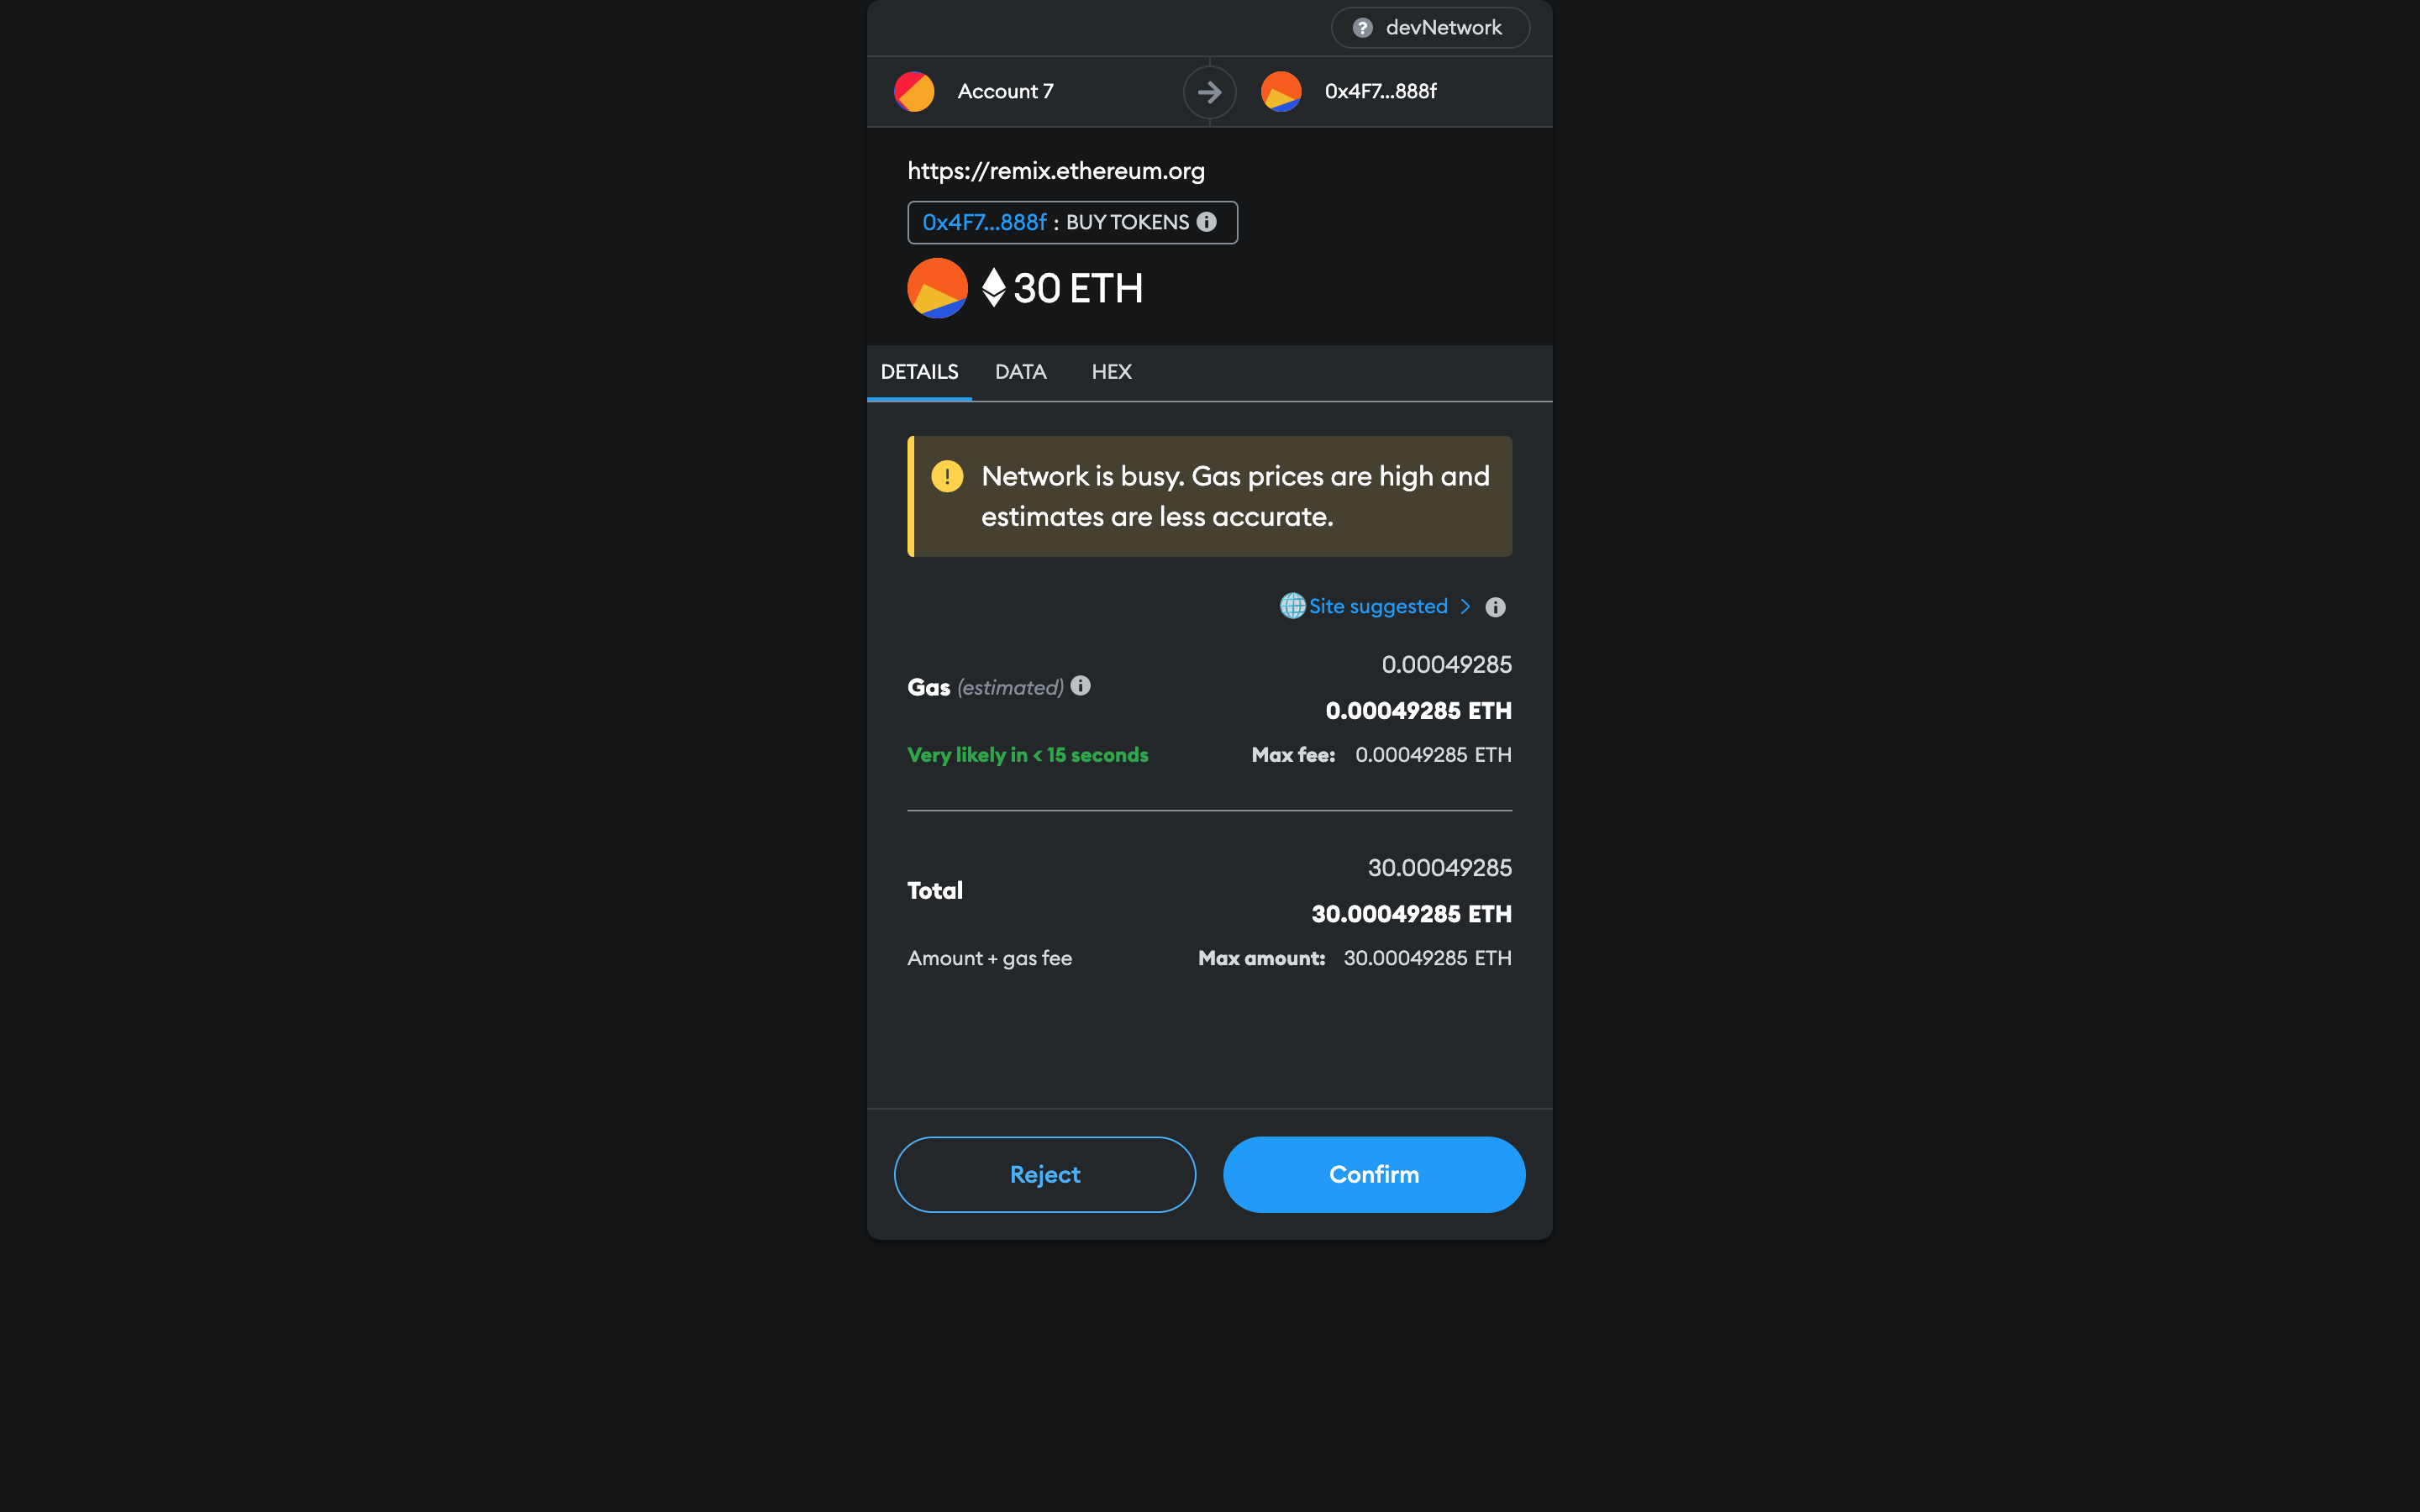 devNetwork
Account 7
0x4F7...888f
https://remix.ethereum.org
0x4F7...888f : BUY TOKENS
30 ETH
DETAILS DATA HEX
Network is busy. Gas prices are high and
estimates are less accurate.
Site suggested >
0.00049285
Gas (estimated)
0.00049285 ETH
Very likely in < 15 seconds
Max fee: 0.00049285 ETH
30.00049285
Total
30.00049285 ETH
Amount + gas fee
Max amount: 30.00049285 ETH
Reject
Confirm